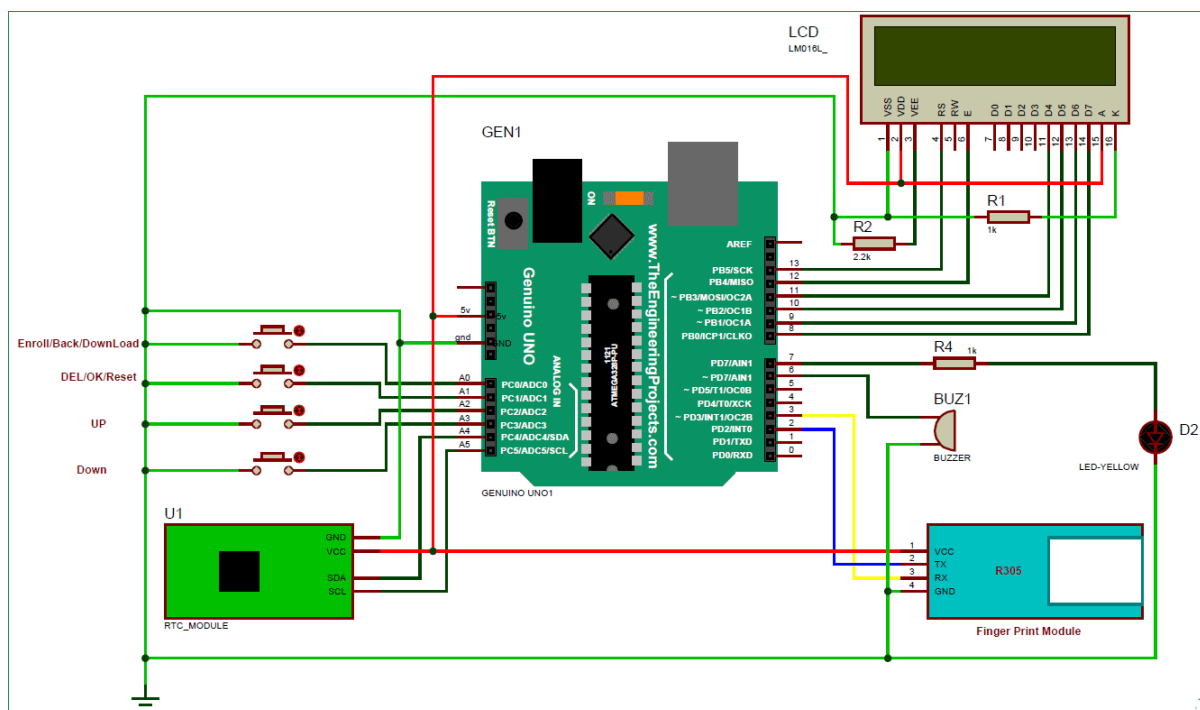 LCD
LM016L_
VSS
VDD
VEE
RS
RW
E
D0
D1
D2
D3
D4
D5
D6
D7
A
K
1
2
3
4
5
6
7
8
9
10
11
12
13
14
15
16
R1
1k
R2
2.2k
GEN1
Reset BTN
ON
Genuino UNO
www.TheEngineeringProjects.com
1121
ATMEGA328P-PU
ANALOG IN
5v
5v
gnd
GND
A0 PC0/ADC0
A1 PC1/ADC1
A2 PC2/ADC2
A3 PC3/ADC3
A4 PC4/ADC4/SDA
A5 PC5/ADC5/SCL
AREF
PB5/SCK 13
PB4/MISO 12
~ PB3/MOSI/OC2A 11
~ PB2/OC1B 10
~ PB1/OC1A 9
PB0/ICP1/CLKO 8
PD7/AIN1 7
~ PD7/AIN1 6
~ PD5/T1/OC0B 5
PD4/T0/XCK 4
~ PD3/INT1/OC2B 3
PD2/INT0 2
PD1/TXD 1
PD0/RXD 0
GENUINO UNO1
Enroll/Back/DownLoad
DEL/OK/Reset
UP
Down
R4
1k
BUZ1
BUZZER
D2
LED-YELLOW
U1
GND
VCC
SDA
SCL
RTC_MODULE
1 VCC
2 TX
3 RX
4 GND
R305
Finger Print Module